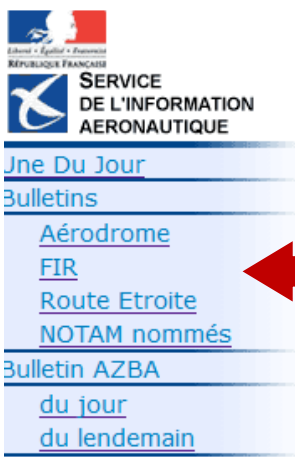 Liberté • Égalité • Fraternité
RÉPUBLIQUE FRANÇAISE
SERVICE
DE L'INFORMATION
AERONAUTIQUE
Une Du Jour
Bulletins
Aérodrome
FIR
Route Etroite
NOTAM nommés
Bulletin AZBA
du jour
du lendemain